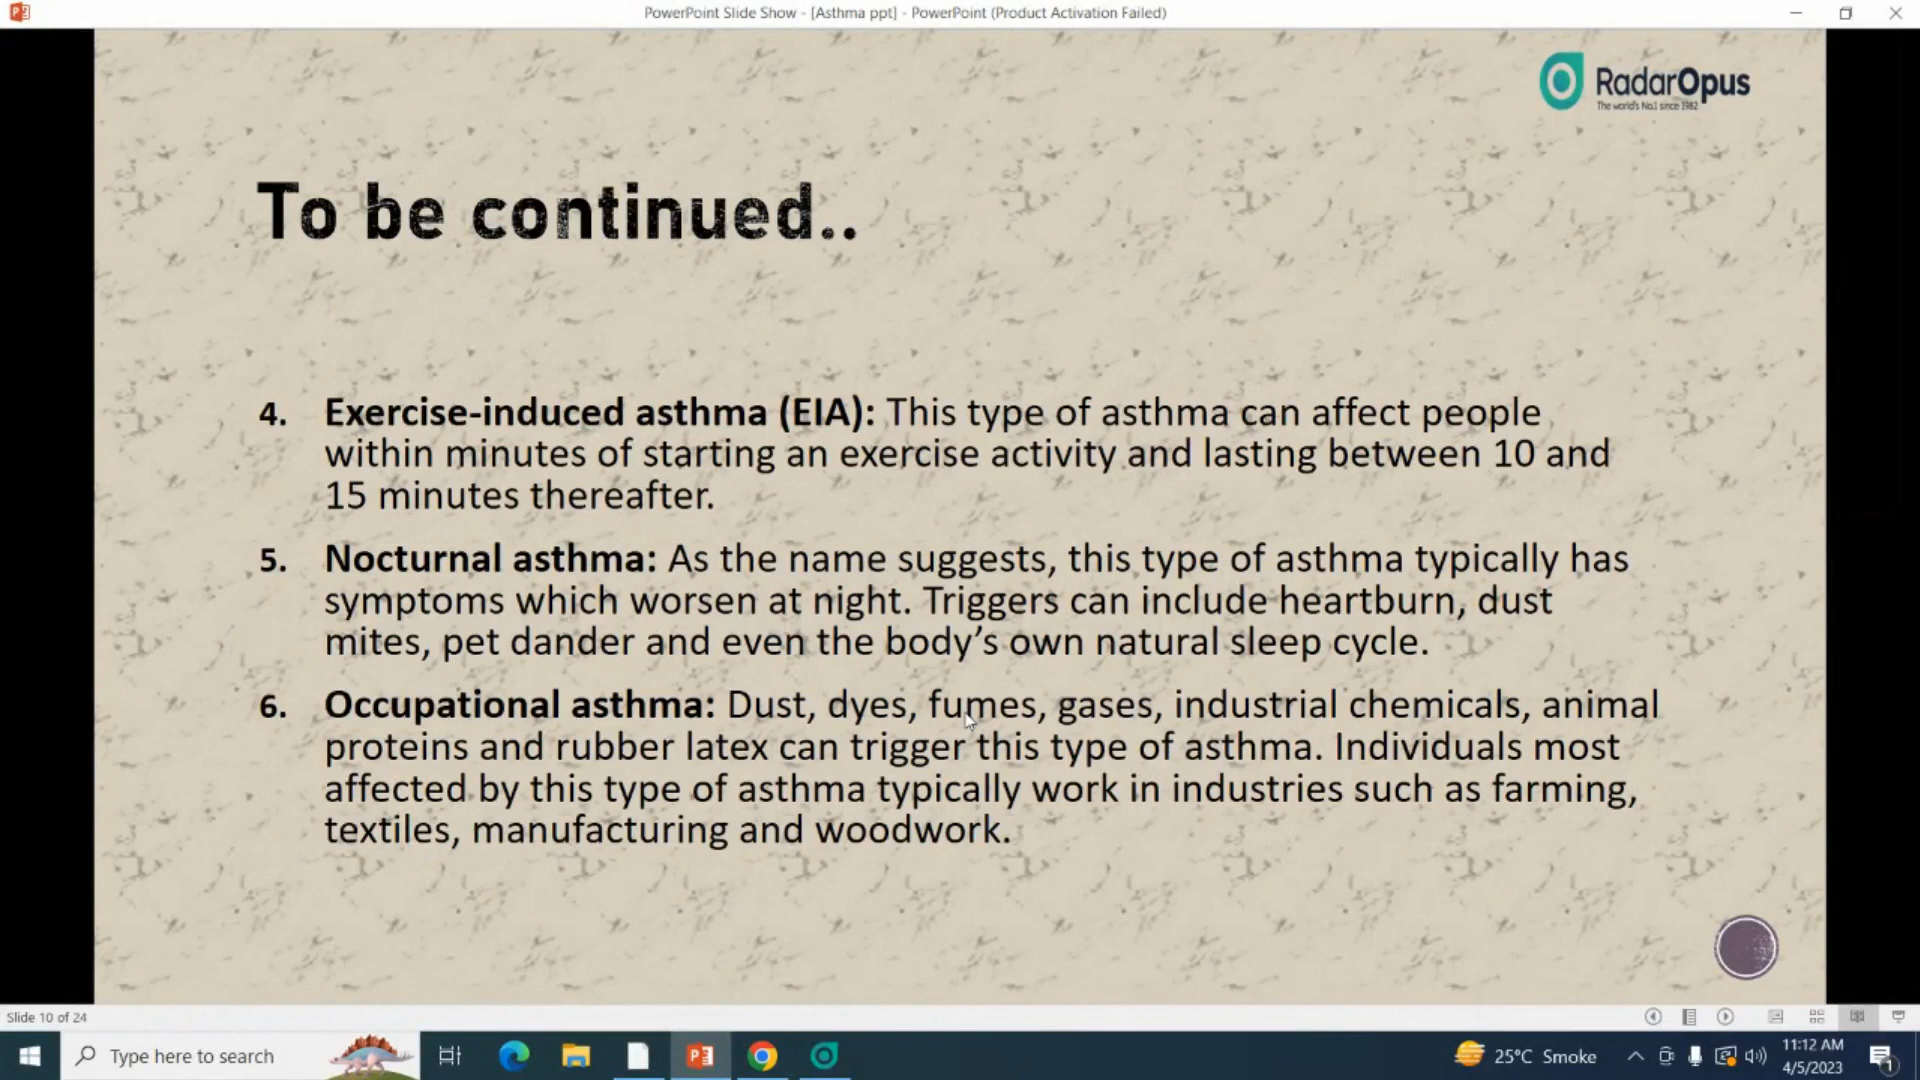 PowerPoint Slide Show - [Asthma ppt] - PowerPoint (Product Activation Failed)
RadarOpus
The world's No.1 since 1982
To be continued..
4. Exercise-induced asthma (EIA): This type of asthma can affect people
within minutes of starting an exercise activity and lasting between 10 and
15 minutes thereafter.
5. Nocturnal asthma: As the name suggests, this type of asthma typically has
symptoms which worsen at night. Triggers can include heartburn, dust
mites, pet dander and even the body’s own natural sleep cycle.
6. Occupational asthma: Dust, dyes, fumes, gases, industrial chemicals, animal
proteins and rubber latex can trigger this type of asthma. Individuals most
affected by this type of asthma typically work in industries such as farming,
textiles, manufacturing and woodwork.
Slide 10 of 24
Type here to search
25°C Smoke
11:12 AM
4/5/2023
1